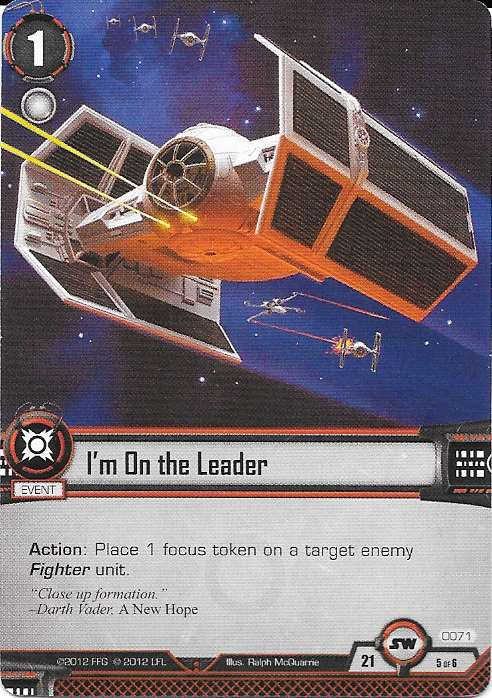 1
I'm On the Leader
EVENT
Action: Place 1 focus token on a target enemy
Fighter unit.
"Close up formation."
–Darth Vader, A New Hope
SW
0071
21
5 OF 6
©2012 FFG © 2012 LFL
Illus. Ralph McQuarrie